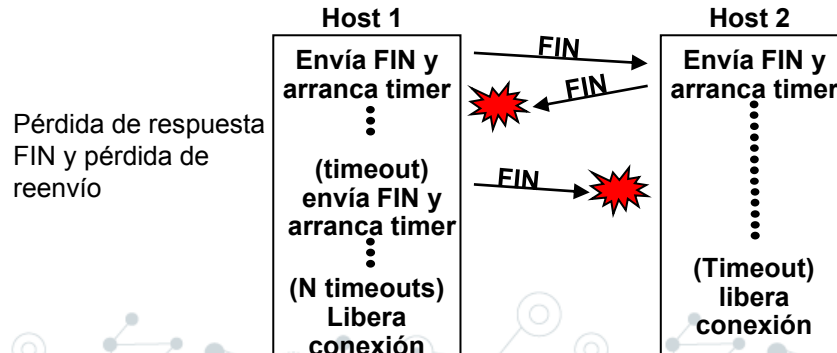 Host 1
Host 2
Envía FIN y
arranca timer
FIN
Envía FIN y
arranca timer
FIN
Pérdida de respuesta
FIN y pérdida de
reenvío
(timeout)
envía FIN y
arranca timer
FIN
(N timeouts)
Libera
conexión
(Timeout)
libera
conexión